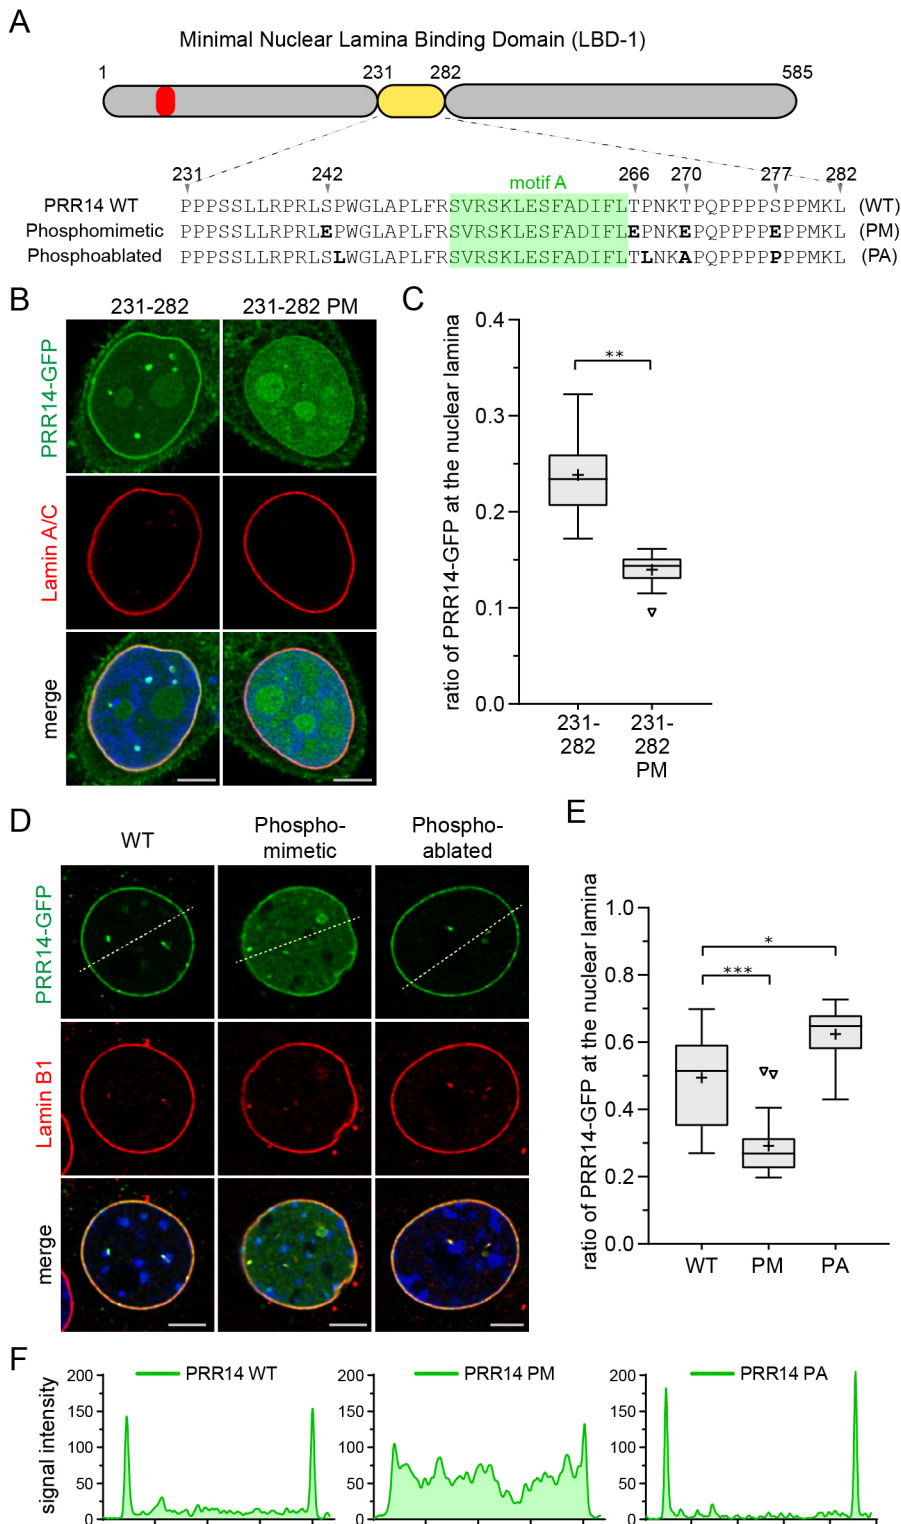 A
Minimal Nuclear Lamina Binding Domain (LBD-1)
1 231 282 585
231 242 motif A 266 270 277 282
PRR14 WT PPPSSLLRPRLSPWGLAPLFRSVRSKLESFADIFLTPNKTPQPPPPSPPMKL (WT)
Phosphomimetic PPPSSLLRPRLEPWGLAPLFRSVRSKLESFADIFLEPNKEPQPPPPEPPMKL (PM)
Phosphoablated PPPSSLLRPRLSLWGLAPLFRSVRSKLESFADIFLTLNKAPQPPPPPPPMKL (PA)
B
231-282 231-282 PM
PRR14-GFP
Lamin A/C
merge
C
ratio of PRR14-GFP at the nuclear lamina
0.4
0.3
0.2
0.1
0.0
**
231-
282
231-
282
PM
D
WT
Phospho-
mimetic
Phospho-
ablated
PRR14-GFP
Lamin B1
merge
E
ratio of PRR14-GFP at the nuclear lamina
1.0
0.8
0.6
0.4
0.2
0.0
*
***
WT PM PA
F
signal intensity
200
150
100
50
0
PRR14 WT
200
150
100
50
0
PRR14 PM
200
150
100
50
0
PRR14 PA